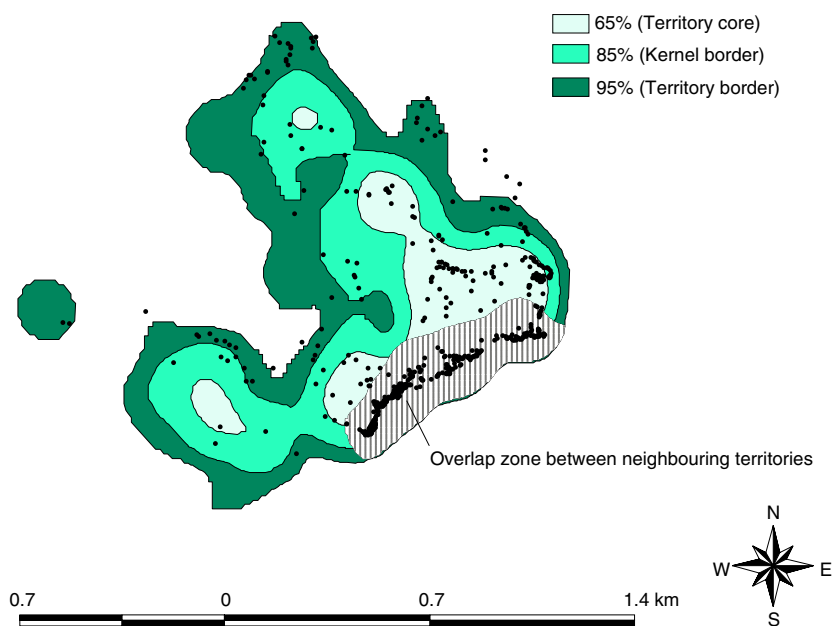 65% (Territory core)
85% (Kernel border)
95% (Territory border)
Overlap zone between neighbouring territories
N
W E
S
0.7 0 0.7 1.4 km